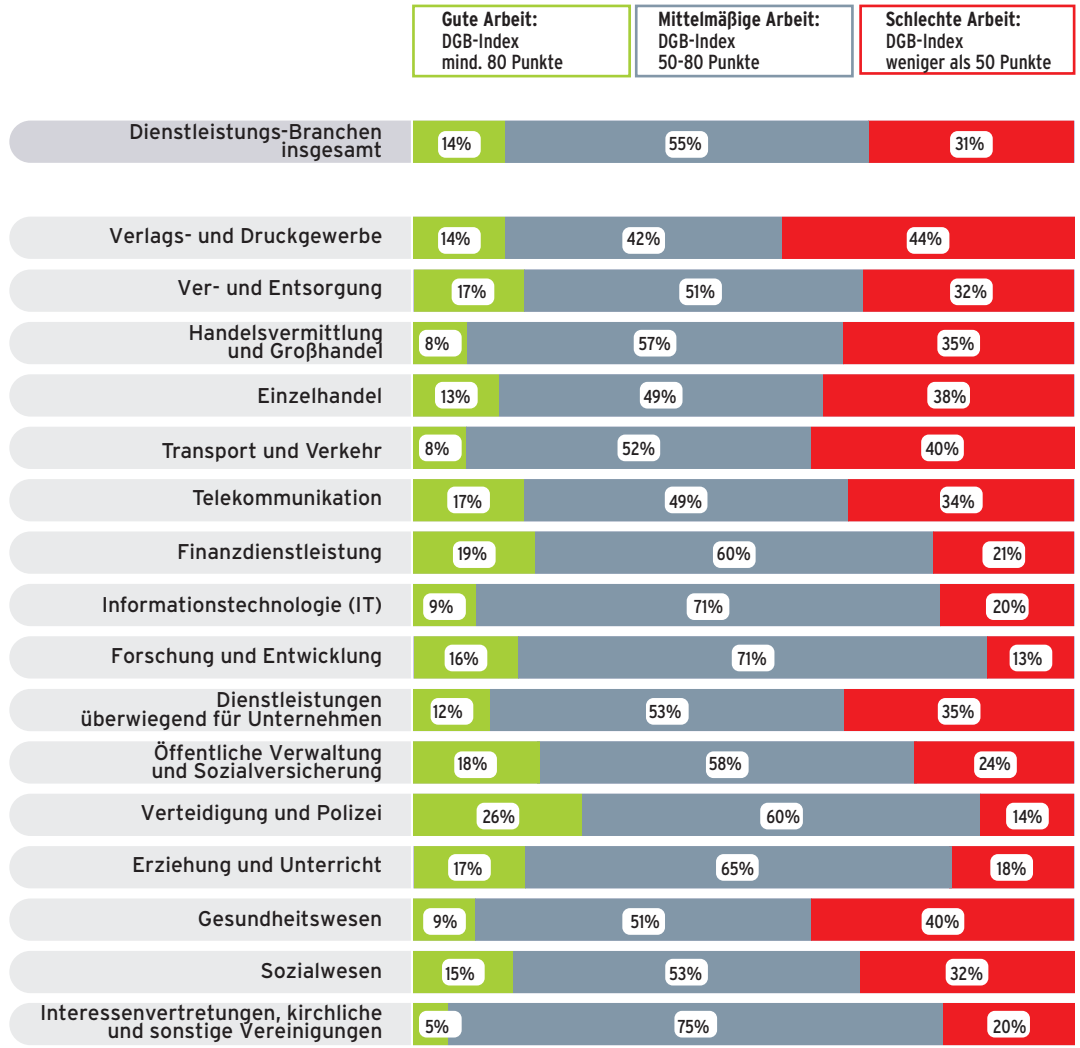 Gute Arbeit:
DGB-Index
mind. 80 Punkte
Mittelmäßige Arbeit:
DGB-Index
50-80 Punkte
Schlechte Arbeit:
DGB-Index
weniger als 50 Punkte
Dienstleistungs-Branchen
insgesamt
14% 55% 31%
Verlags- und Druckgewerbe 14% 42% 44%
Ver- und Entsorgung 17% 51% 32%
Handelsvermittlung
und Großhandel
8% 57% 35%
Einzelhandel 13% 49% 38%
Transport und Verkehr 8% 52% 40%
Telekommunikation 17% 49% 34%
Finanzdienstleistung 19% 60% 21%
Informationstechnologie (IT) 9% 71% 20%
Forschung und Entwicklung 16% 71% 13%
Dienstleistungen
überwiegend für Unternehmen
12% 53% 35%
Öffentliche Verwaltung
und Sozialversicherung
18% 58% 24%
Verteidigung und Polizei 26% 60% 14%
Erziehung und Unterricht 17% 65% 18%
Gesundheitswesen 9% 51% 40%
Sozialwesen 15% 53% 32%
Interessenvertretungen, kirchliche
und sonstige Vereinigungen
5% 75% 20%